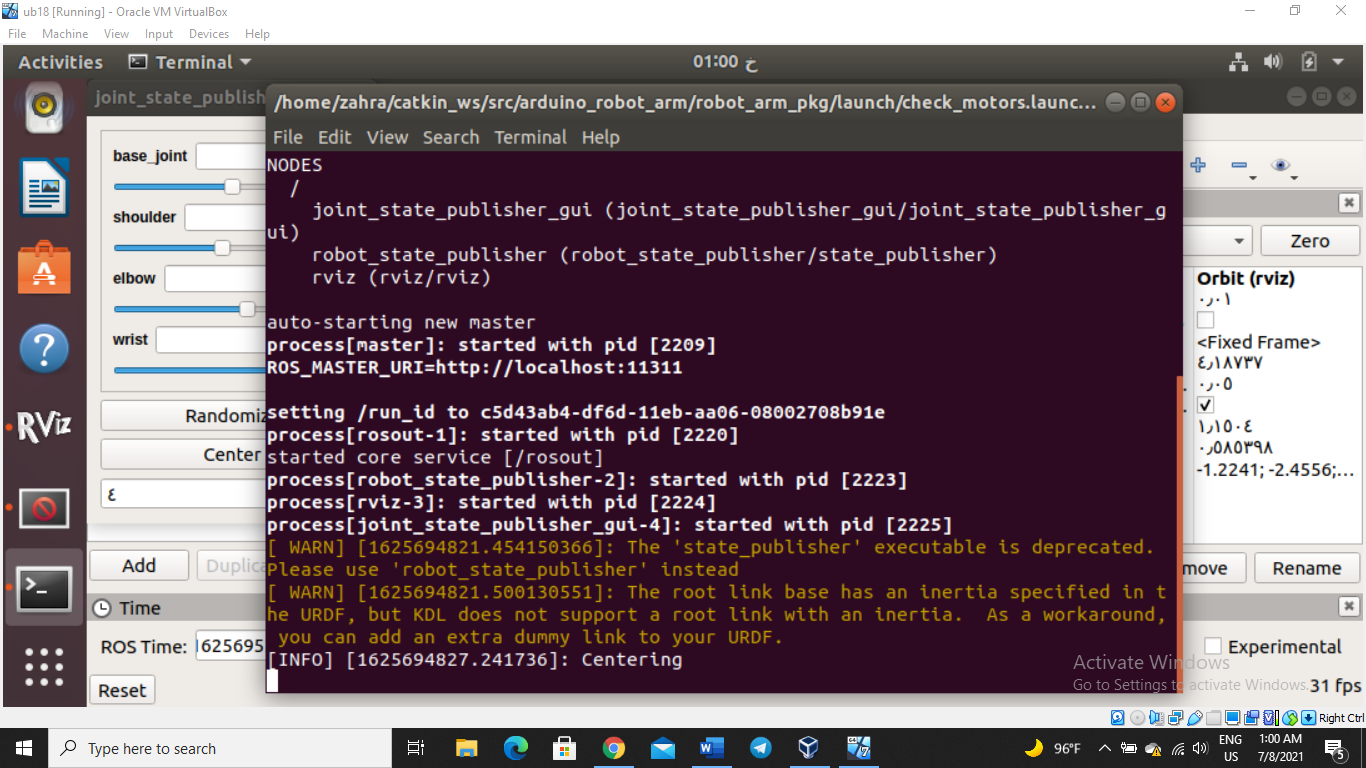 ub18 [Running] - Oracle VM VirtualBox
File Machine View Input Devices Help
Activities Terminal 01:00 خ
joint_state_publish
/home/zahra/catkin_ws/src/arduino_robot_arm/robot_arm_pkg/launch/check_motors.launc...
File Edit View Search Terminal Help
base_joint
shoulder
elbow
wrist
Randomiz
Center
٤
Add Duplica
Time
ROS Time: 1625695
Reset
RViz
NODES
/
joint_state_publisher_gui (joint_state_publisher_gui/joint_state_publisher_g
ui)
robot_state_publisher (robot_state_publisher/state_publisher)
rviz (rviz/rviz)
auto-starting new master
process[master]: started with pid [2209]
ROS_MASTER_URI=http://localhost:11311
setting /run_id to c5d43ab4-df6d-11eb-aa06-08002708b91e
process[rosout-1]: started with pid [2220]
started core service [/rosout]
process[robot_state_publisher-2]: started with pid [2223]
process[rviz-3]: started with pid [2224]
process[joint_state_publisher_gui-4]: started with pid [2225]
[ WARN] [1625694821.454150366]: The 'state_publisher' executable is deprecated.
Please use 'robot_state_publisher' instead
[ WARN] [1625694821.500130551]: The root link base has an inertia specified in t
he URDF, but KDL does not support a root link with an inertia.  As a workaround,
you can add an extra dummy link to your URDF.
[INFO] [1625694827.241736]: Centering
Zero
Orbit (rviz)
٠٫٠١
<Fixed Frame>
٤٫١٨٧٣٧
٠٫٠٥
١٫١٥٠٤
٠٫٥٨٥٣٩٨
-1.2241; -2.4556;...
move Rename
Experimental
31 fps
Activate Windows
Go to Settings to activate Windows.
Right Ctrl
Type here to search
96°F
ENG
US
1:00 AM
7/8/2021
5